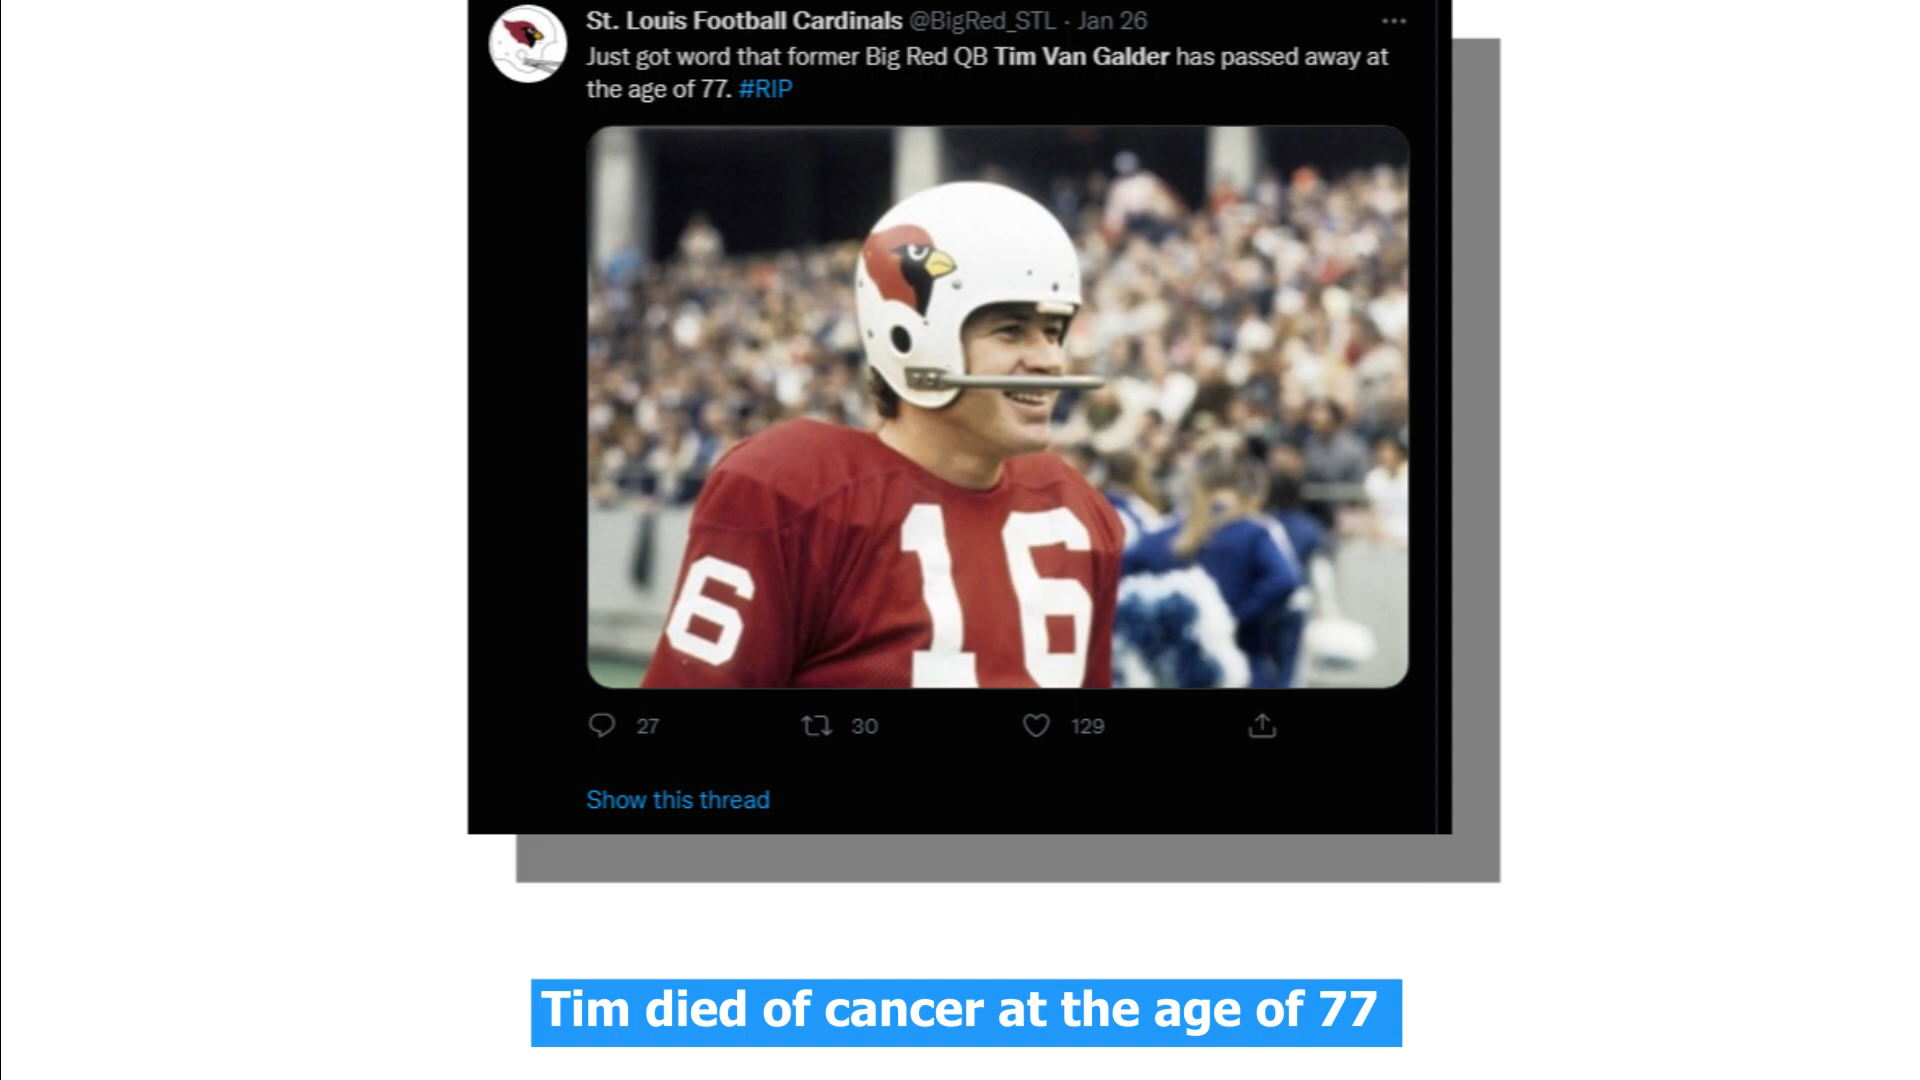 St. Louis Football Cardinals @BigRed_STL · Jan 26
Just got word that former Big Red QB Tim Van Galder has passed away at
the age of 77. #RIP
6
16
27 30 129
Show this thread
Tim died of cancer at the age of 77